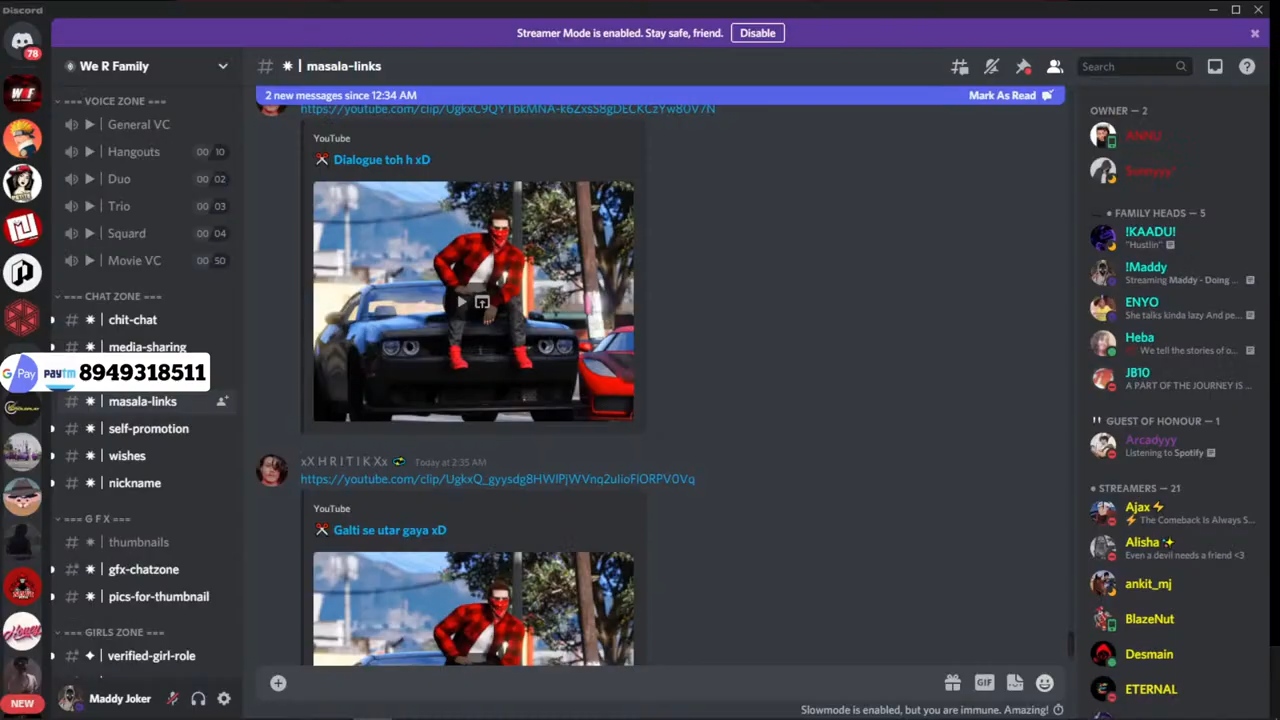 Discord
Streamer Mode is enabled. Stay safe, friend.
Disable
78
We R Family
masala-links
Search
2 new messages since 12:34 AM
Mark As Read
=== VOICE ZONE ===
General VC
Hangouts
00 10
Duo
00 02
Trio
00 03
Squard
00 04
Movie VC
00 50
=== CHAT ZONE ===
chit-chat
media-sharing
G Pay paytm 8949318511
masala-links
self-promotion
wishes
nickname
G F X ===
thumbnails
gfx-chatzone
pics-for-thumbnail
=== GIRLS ZONE ===
verified-girl-role
NEW
Maddy Joker
YouTube
Dialogue toh h xD
xX H R I T I K Xx
Today at 2:35 AM
https://youtube.com/clip/UgkxQ_gyysdg8HWIPjWVnq2uIioFlORPV0Vq
YouTube
Galti se utar gaya xD
GIF
Slowmode is enabled, but you are immune. Amazing!
OWNER — 2
ANNU
Sunnyyy'
FAMILY HEADS — 5
!KAADU!
"Hustlin"
!Maddy
Streaming Maddy - Doing ...
ENYO
She talks kinda lazy And pe...
Heba
We tell the stories of o...
JB10
A PART OF THE JOURNEY IS ...
GUEST OF HONOUR — 1
Arcadyyy
Listening to Spotify
STREAMERS — 21
Ajax
The Comeback Is Always S...
Alisha
Even a devil needs a friend <3
ankit_mj
BlazeNut
Desmain
ETERNAL